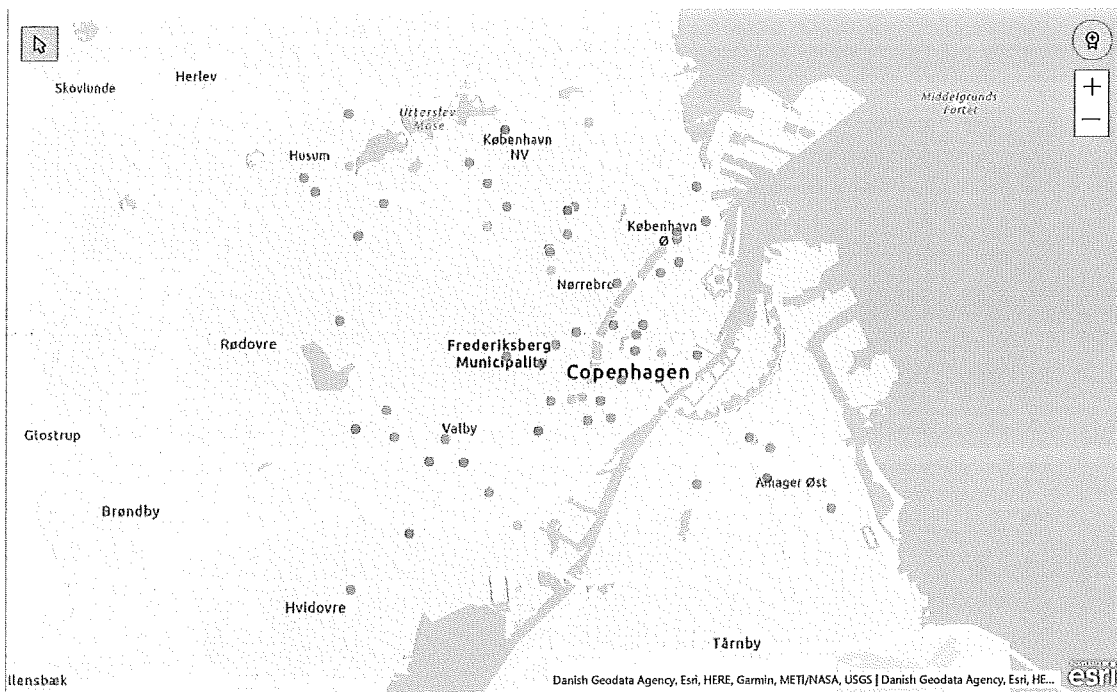 Herlev
Skovlunde
Middelgrunds
Fortet
Utterslev
Mose
København
NV
Husum
København
Ø
Nørrebro
Rødovre
Frederiksberg
Municipality
Copenhagen
Valby
Glostrup
Amager Øst
Brøndby
Hvidovre
Tårnby
llensbæk
Danish Geodata Agency, Esri, HERE, Garmin, METI/NASA, USGS | Danish Geodata Agency, Esri, HE...
esri